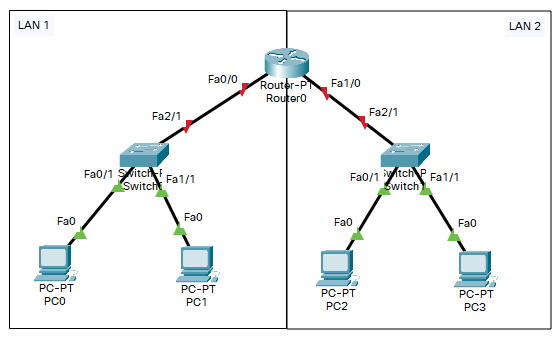 LAN 1
LAN 2
Router-PT
Router0
Fa0/0
Fa1/0
Fa2/1
Fa2/1
Switch
Fa0/1
Fa1/1
Switch
Fa0/1
Fa1/1
Fa0
Fa0
Fa0
Fa0
PC-PT
PC0
PC-PT
PC1
PC-PT
PC2
PC-PT
PC3